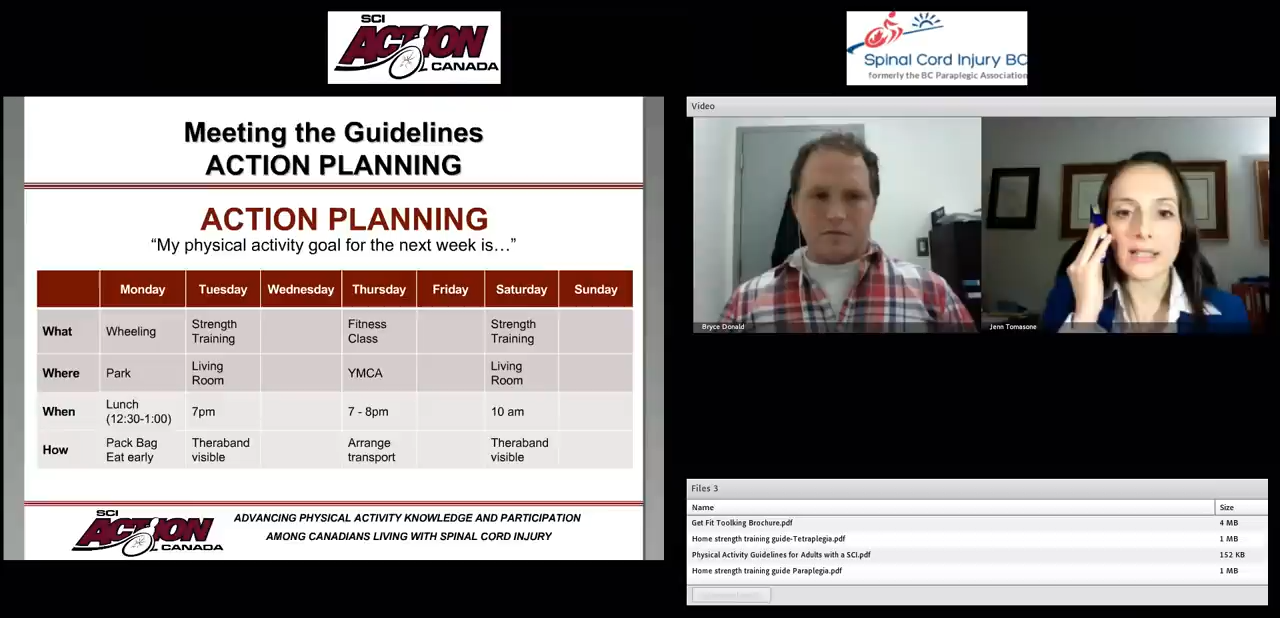 SCI
ACTION
CANADA
Spinal Cord Injury BC
formerly the BC Paraplegic Association
Meeting the Guidelines
ACTION PLANNING
ACTION PLANNING
“My physical activity goal for the next week is…”
Monday Tuesday Wednesday Thursday Friday Saturday Sunday
What Wheeling Strength Training Fitness Class Strength Training
Where Park Living Room YMCA Living Room
When Lunch (12:30-1:00) 7pm 7 - 8pm 10 am
How Pack Bag Eat early Theraband visible Arrange transport Theraband visible
SCI
ACTION
CANADA
ADVANCING PHYSICAL ACTIVITY KNOWLEDGE AND PARTICIPATION
AMONG CANADIANS LIVING WITH SPINAL CORD INJURY
Video
Bryce Donald
Jenn Tomasone
Files 3
Name Size
Get Fit Toolking Brochure.pdf 4 MB
Home strength training guide-Tetraplegia.pdf 1 MB
Physical Activity Guidelines for Adults with a SCI.pdf 152 KB
Home strength training guide Paraplegia.pdf 1 MB